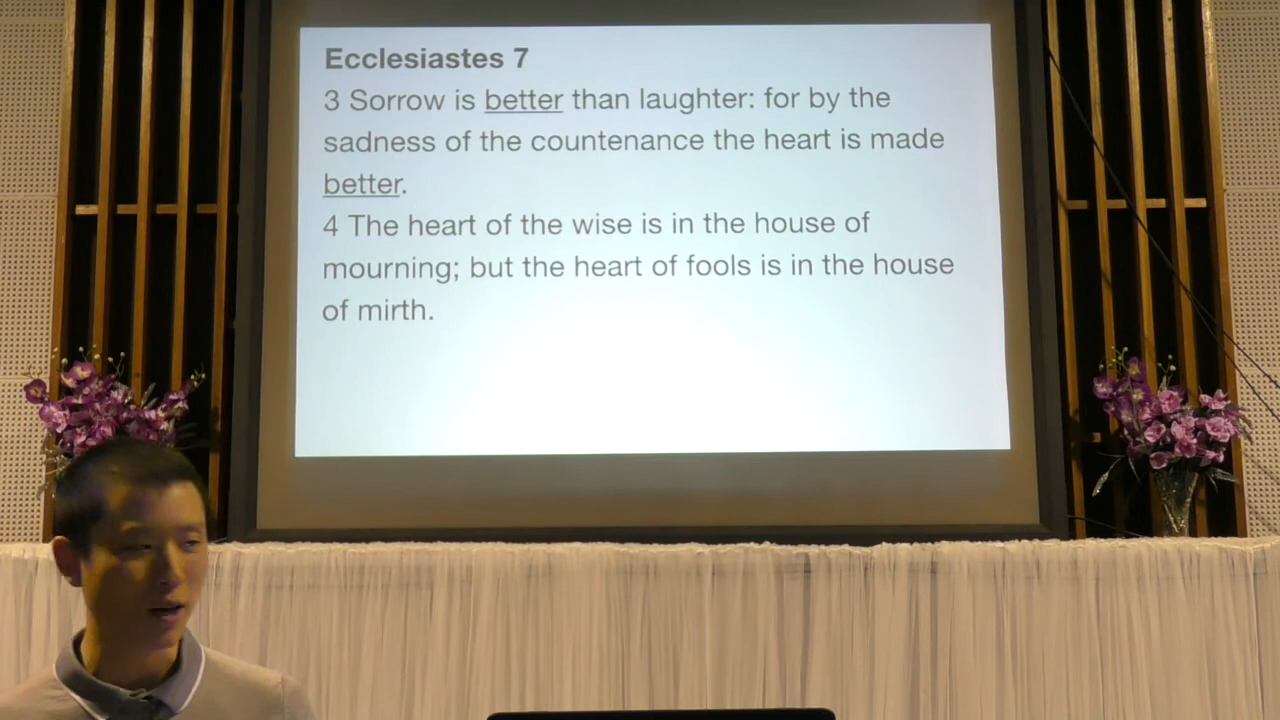 Ecclesiastes 7
3 Sorrow is better than laughter: for by the
sadness of the countenance the heart is made
better.
4 The heart of the wise is in the house of
mourning; but the heart of fools is in the house
of mirth.